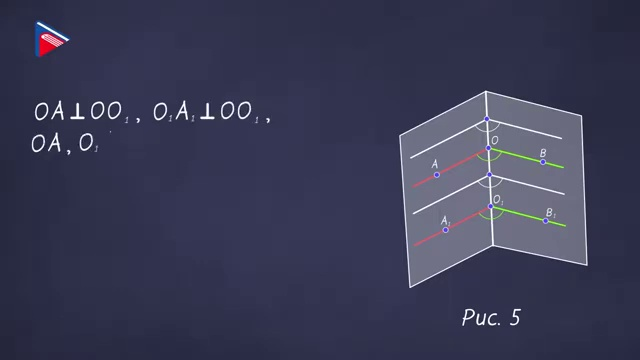 OA⊥OO₁, O₁A₁⊥OO₁,
OA, O₁
O
A
B
O₁
A₁
B₁
Рис. 5